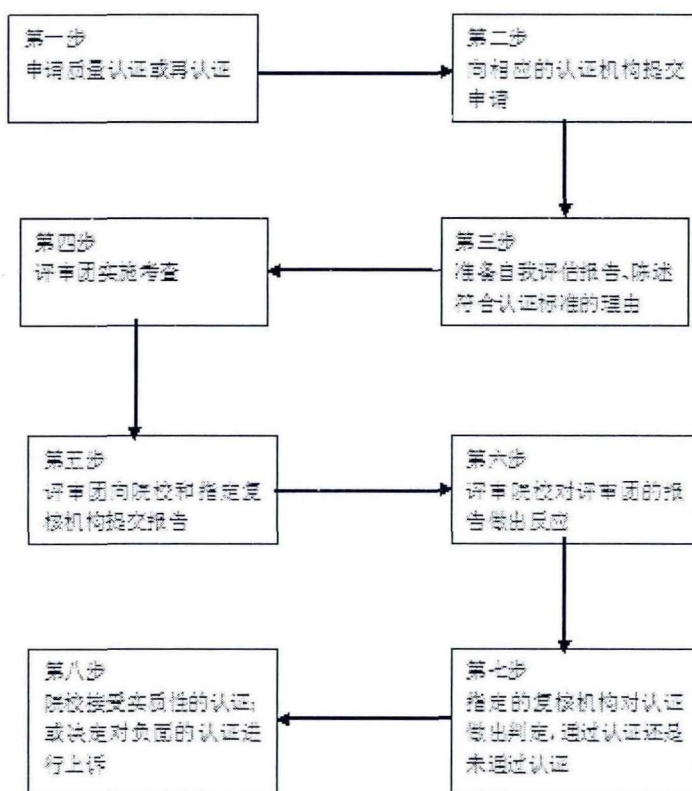 第一步
申请质量认证或再认证
第二步
向相应的认证机构提交
申请
第三步
准备自我评估报告、陈述
符合认证标准的理由
第四步
评审团实施考查
第五步
评审团向院校和指定复
核机构提交报告
第六步
评审院校对评审团的报
告做出反应
第七步
指定的复核机构对认证
做出判定，通过认证还是
未通过认证
第八步
院校接受实质性的认证；
或决定对负面的认证进
行上诉